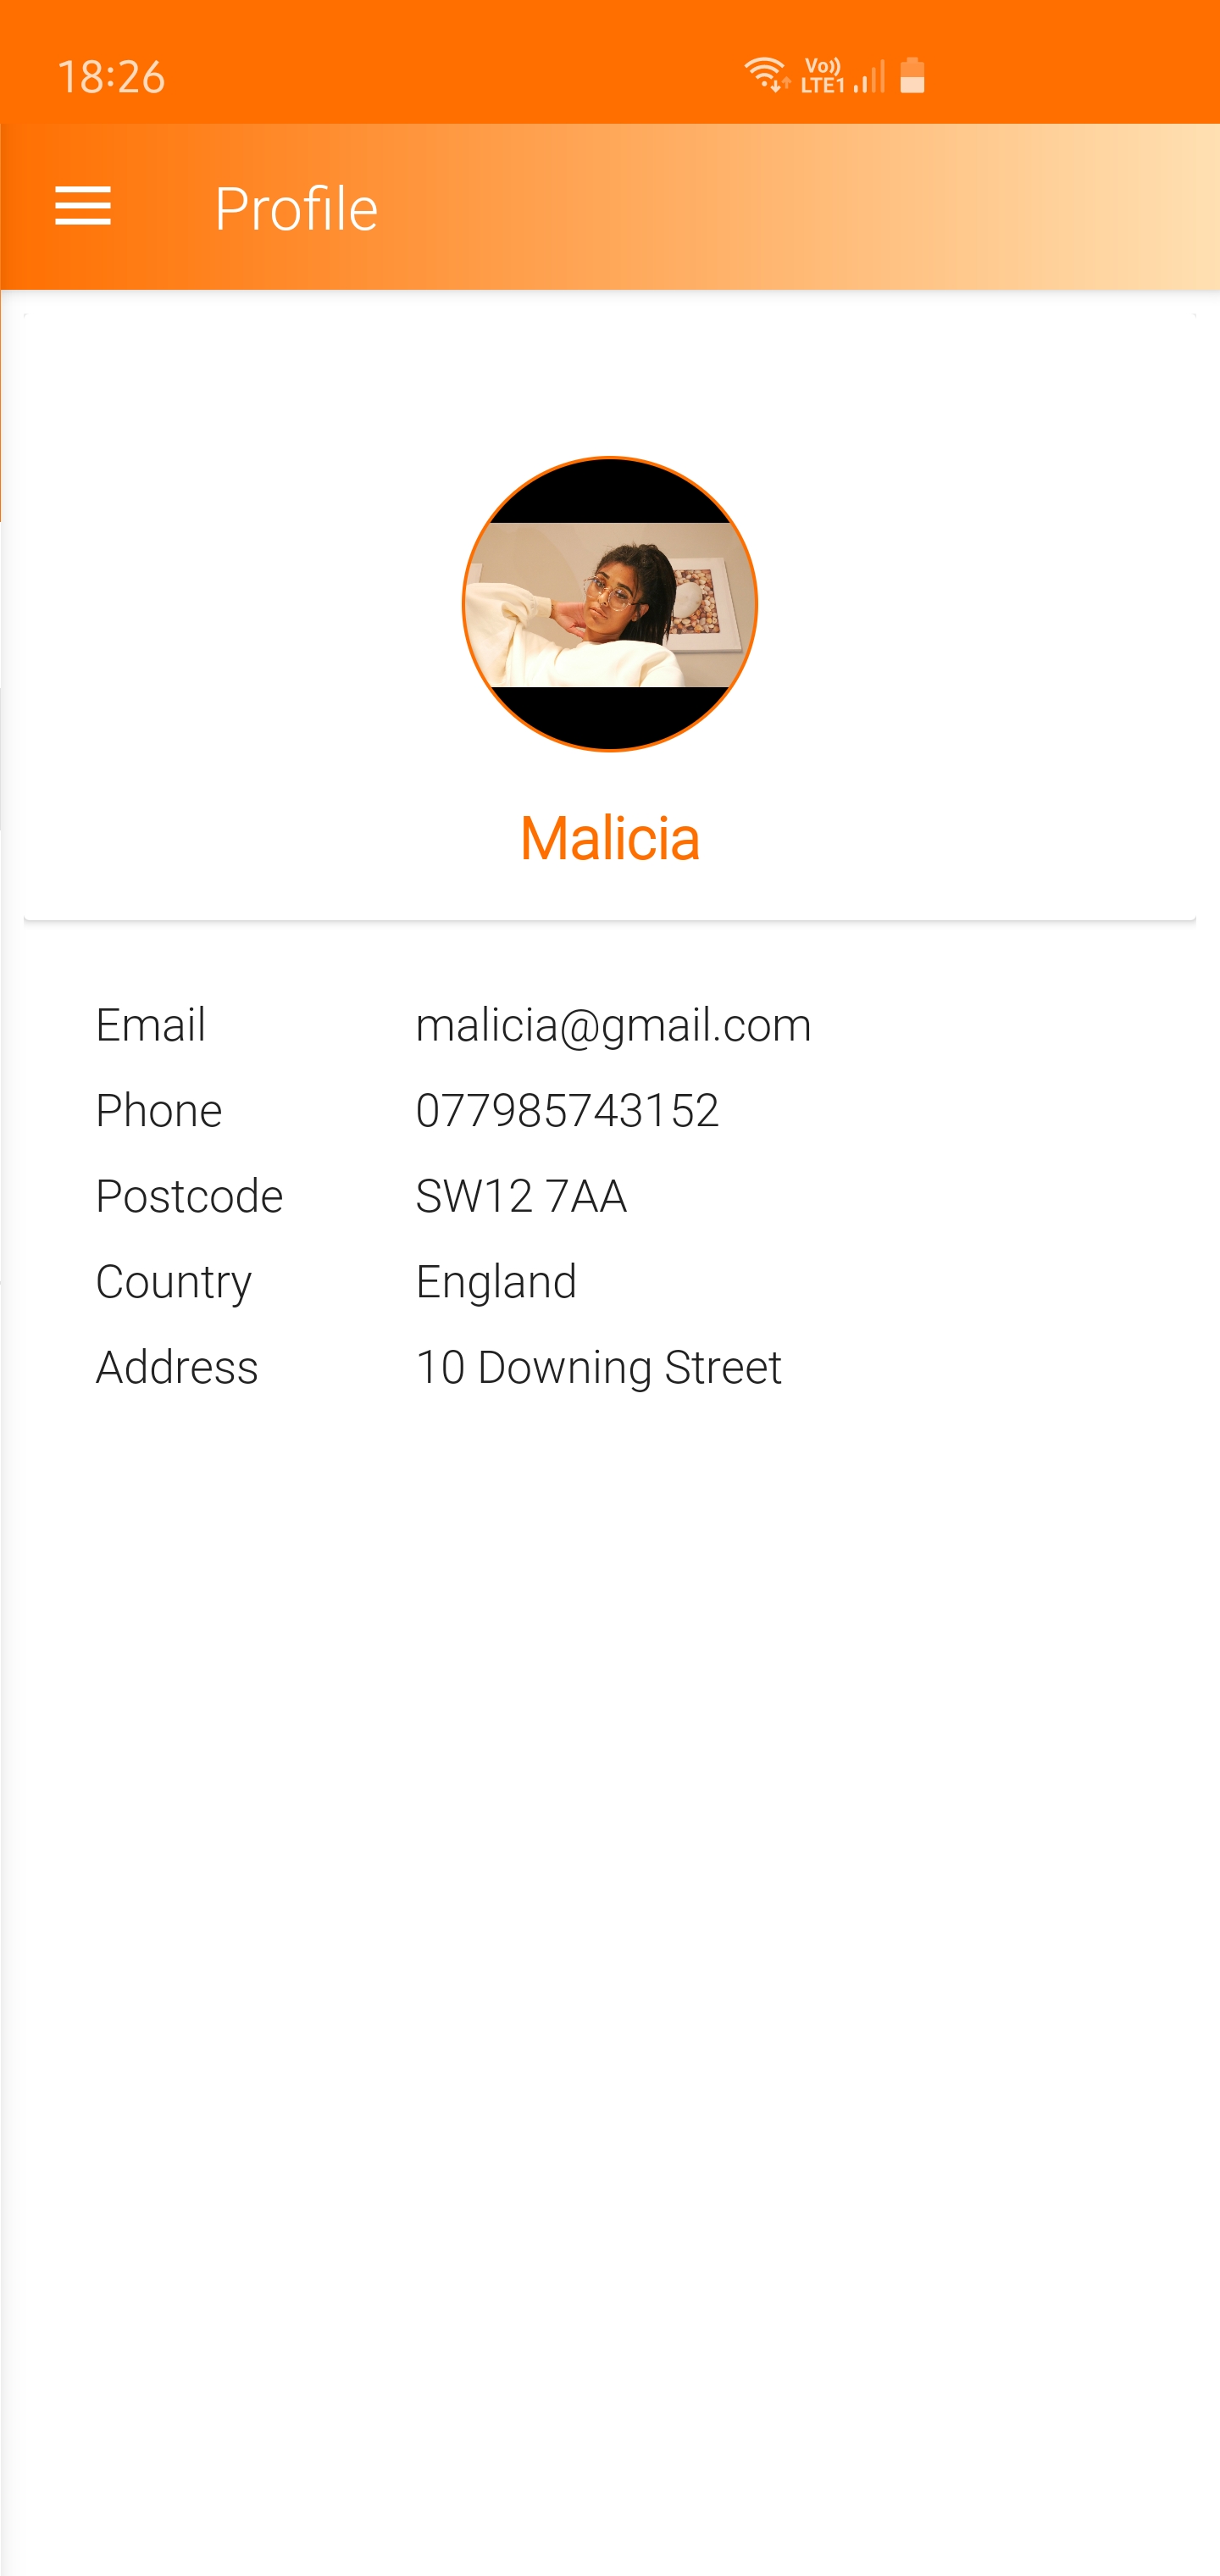 18:26
Vo))
LTE1
Profile
Malicia
Email malicia@gmail.com
Phone 077985743152
Postcode SW12 7AA
Country England
Address 10 Downing Street